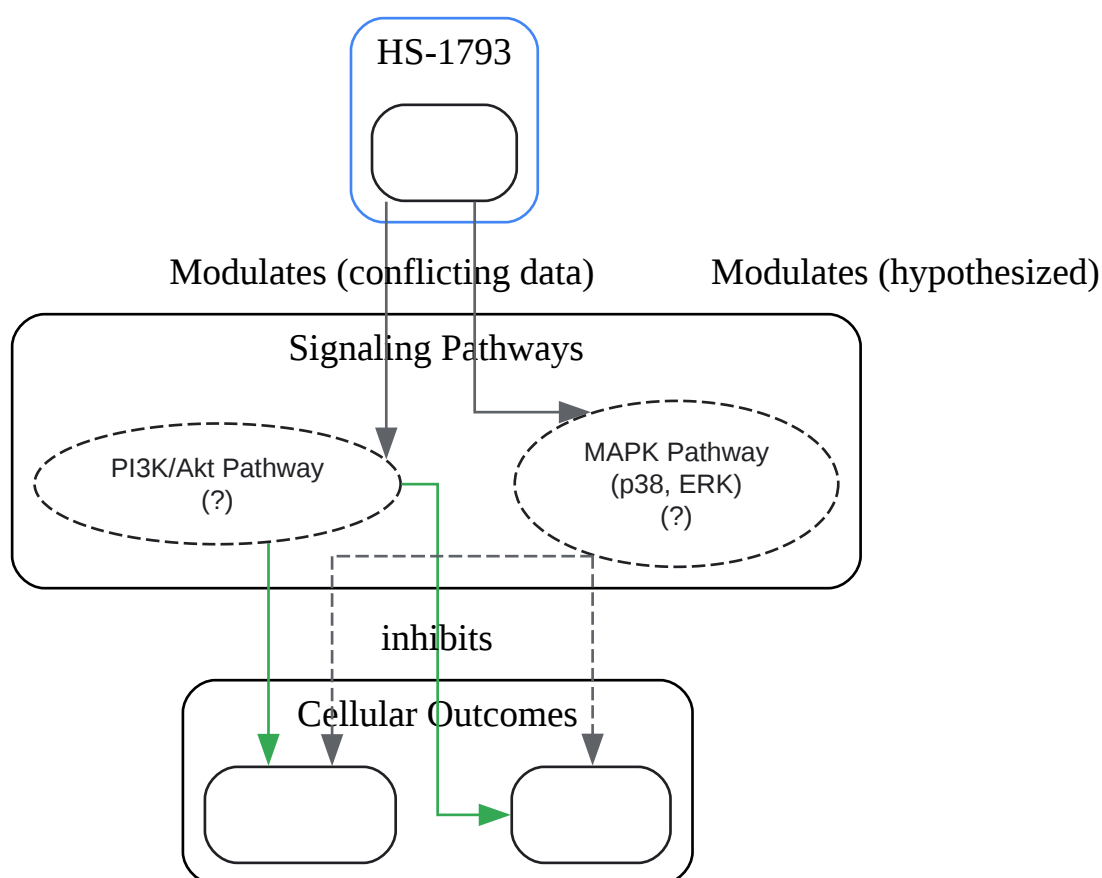 HS-1793
Modulates (conflicting data)
Modulates (hypothesized)
Signaling Pathways
PI3K/Akt Pathway
(?)
MAPK Pathway
(p38, ERK)
(?)
inhibits
Cellular Outcomes